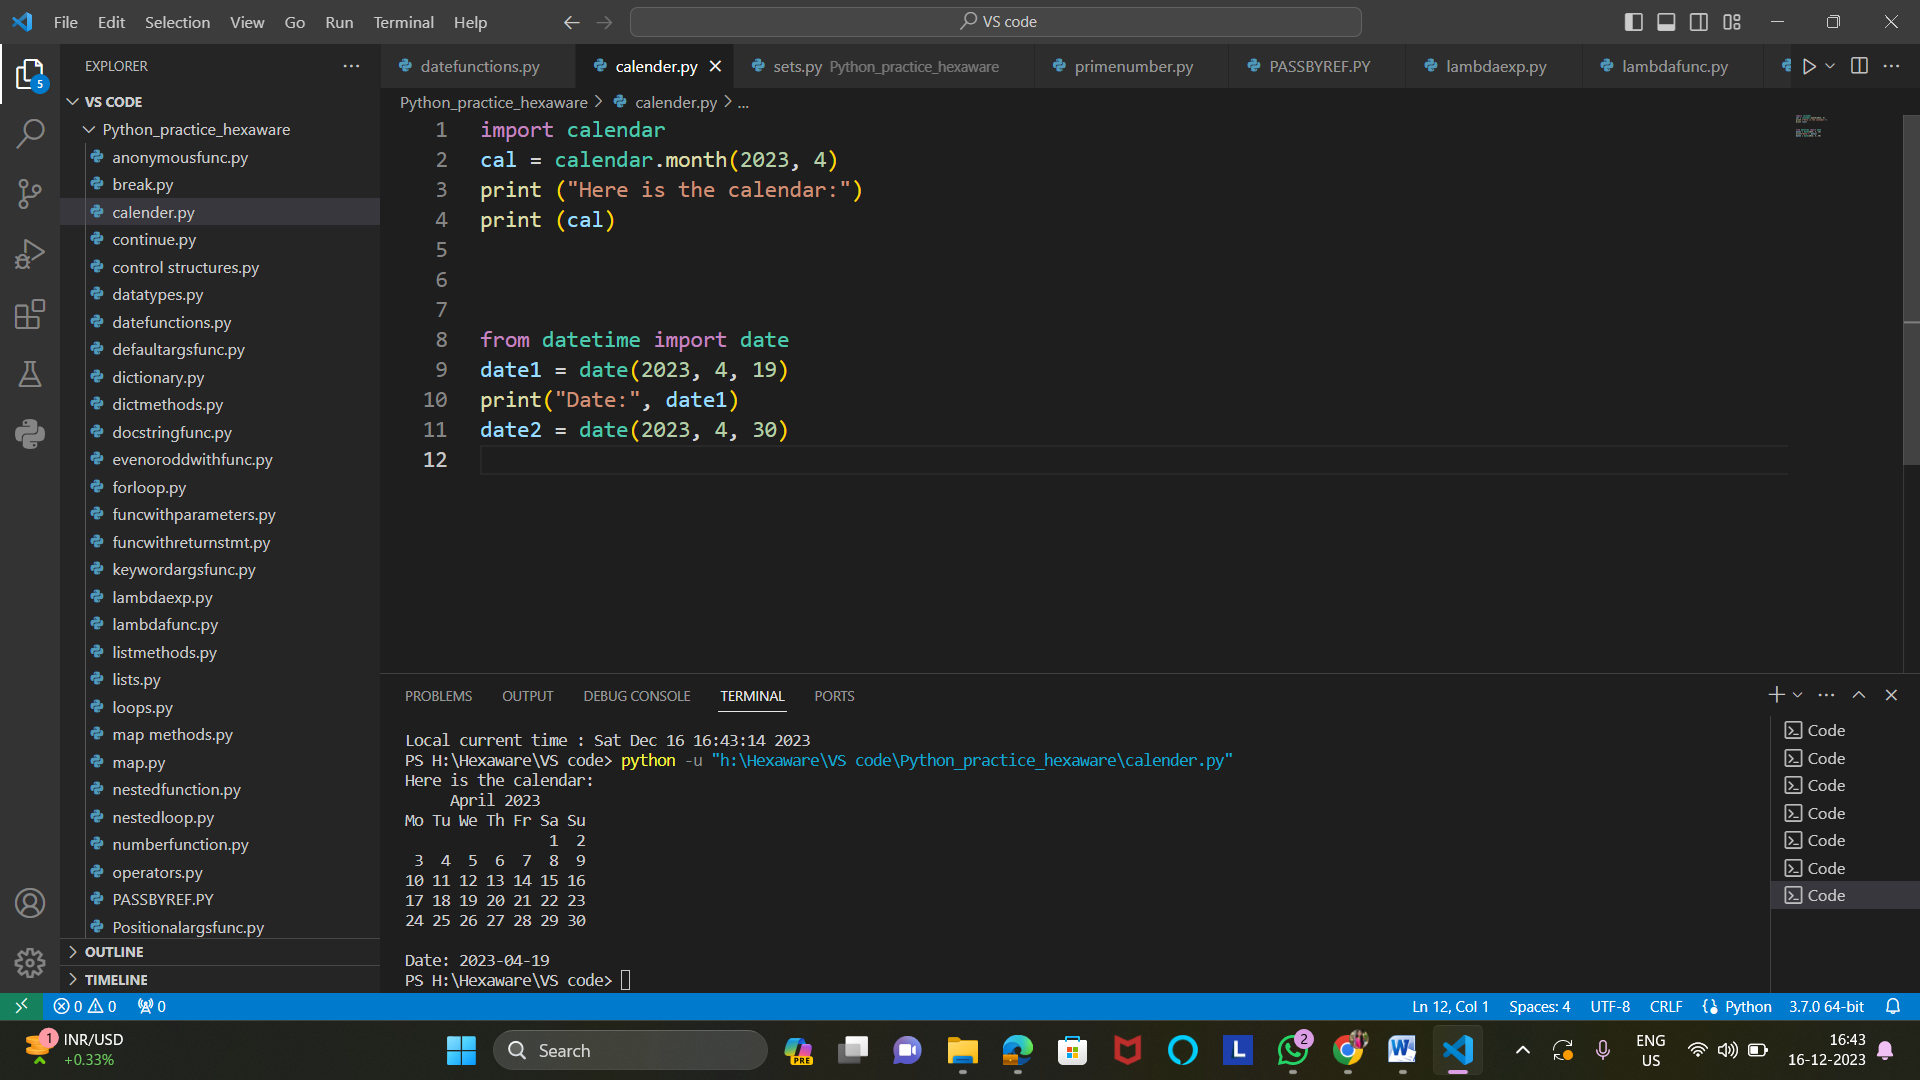 File Edit Selection View Go Run Terminal Help
VS code
EXPLORER
VS CODE
Python_practice_hexaware
anonymousfunc.py
break.py
calender.py
continue.py
control structures.py
datatypes.py
datefunctions.py
defaultargsfunc.py
dictionary.py
dictmethods.py
docstringfunc.py
evenoroddwithfunc.py
forloop.py
funcwithparameters.py
funcwithreturnstmt.py
keywordargsfunc.py
lambdaexp.py
lambdafunc.py
listmethods.py
lists.py
loops.py
map methods.py
map.py
nestedfunction.py
nestedloop.py
numberfunction.py
operators.py
PASSBYREF.PY
Positionalargsfunc.py
OUTLINE
TIMELINE
5
datefunctions.py calender.py sets.py Python_practice_hexaware primenumber.py PASSBYREF.PY lambdaexp.py lambdafunc.py
Python_practice_hexaware > calender.py > ...
1 import calendar
2 cal = calendar.month(2023, 4)
3 print ("Here is the calendar:")
4 print (cal)
5
6
7
8 from datetime import date
9 date1 = date(2023, 4, 19)
10 print("Date:", date1)
11 date2 = date(2023, 4, 30)
12
PROBLEMS OUTPUT DEBUG CONSOLE TERMINAL PORTS
Local current time : Sat Dec 16 16:43:14 2023
PS H:\Hexaware\VS code> python -u "h:\Hexaware\VS code\Python_practice_hexaware\calender.py"
Here is the calendar:
     April 2023
Mo Tu We Th Fr Sa Su
                1  2
 3  4  5  6  7  8  9
10 11 12 13 14 15 16
17 18 19 20 21 22 23
24 25 26 27 28 29 30
Date: 2023-04-19
PS H:\Hexaware\VS code>
Code
Code
Code
Code
Code
Code
Code
0 0 0 Ln 12, Col 1 Spaces: 4 UTF-8 CRLF Python 3.7.0 64-bit
1 INR/USD
+0.33%
Search
PRE
L
2
ENG
US
16:43
16-12-2023